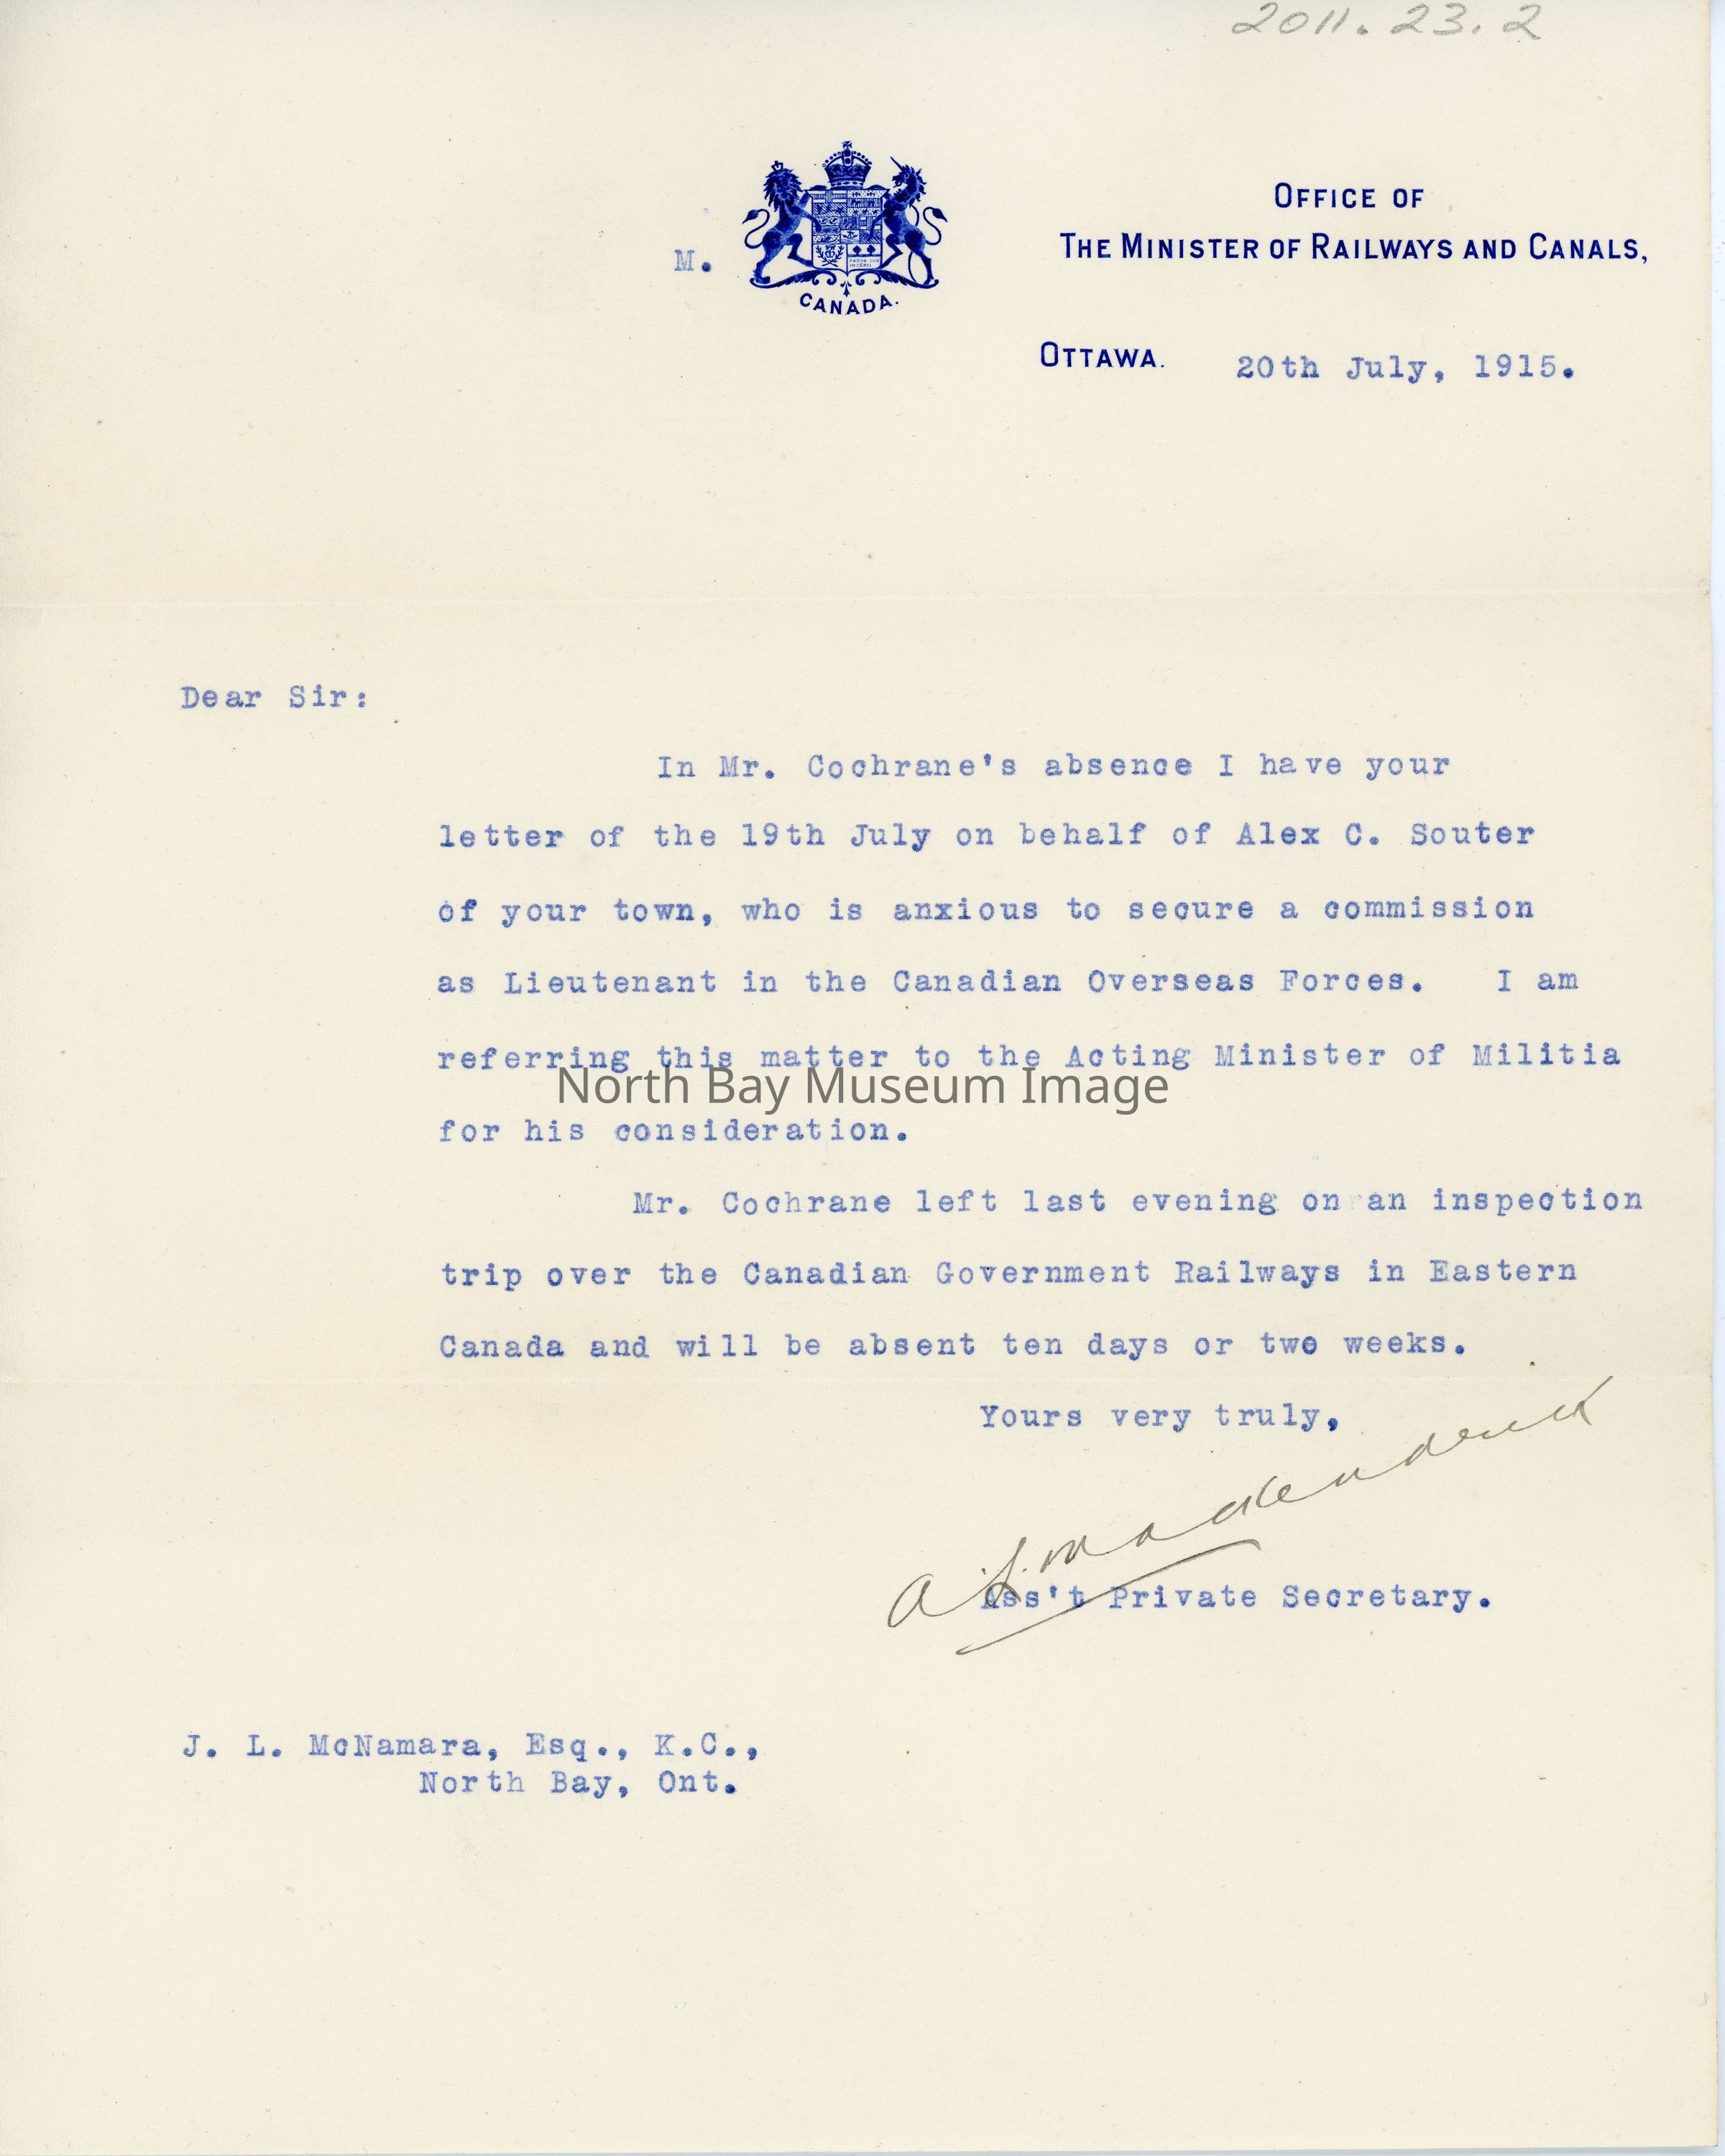 2011.23.2
OFFICE OF
THE MINISTER OF RAILWAYS AND CANALS,
M.
CANADA.
OTTAWA. 20th July, 1915.
Dear Sir:
In Mr. Cochrane's absence I have your
letter of the 19th July on behalf of Alex C. Souter
of your town, who is anxious to secure a commission
as Lieutenant in the Canadian Overseas Forces. I am
referring this matter to the Acting Minister of Militia
North Bay Museum Image
for his consideration.
Mr. Cochrane left last evening on an inspection
trip over the Canadian Government Railways in Eastern
Canada and will be absent ten days or two weeks.
Yours very truly,
Ass't Private Secretary.
J. L. McNamara, Esq., K.C.,
North Bay, Ont.